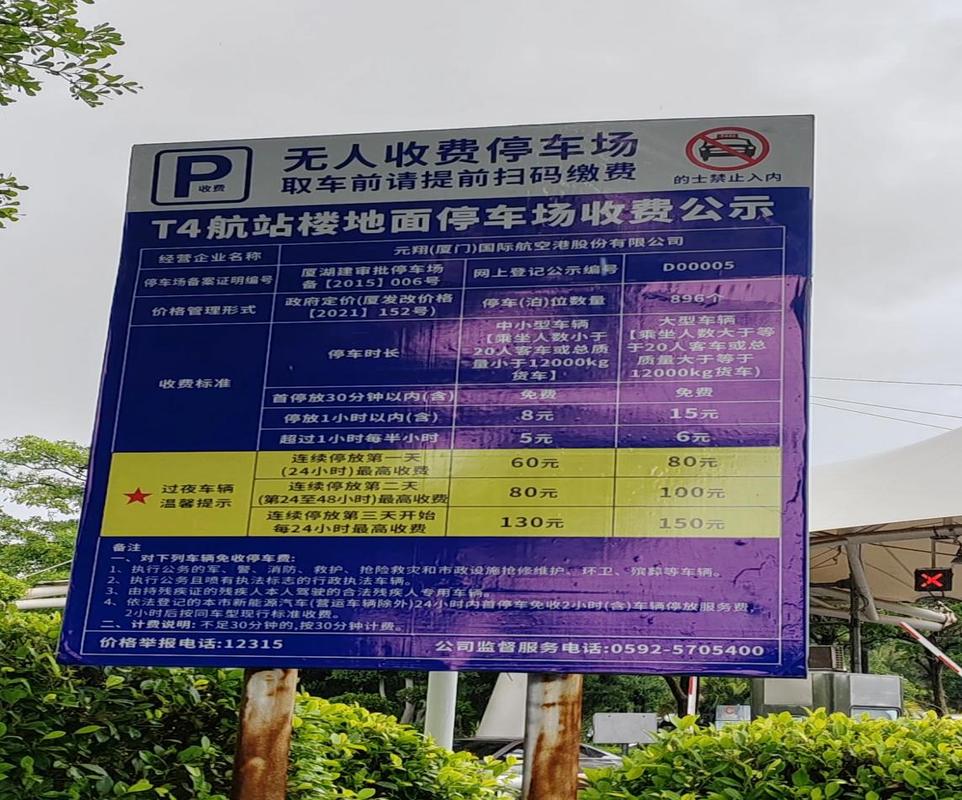 P
收费
无人收费停车场
取车前请提前扫码缴费
的士禁止入内
T4航站楼地面停车场收费公示
经营企业名称
元翔(厦门)国际航空港股份有限公司
停车场备案证明编号
厦湖建审批停车场
备【2015】006号
网上登记公示编号
D00005
价格管理形式
政府定价(厦发改价格
【2021】152号)
停车(泊)位数量
896个
收费标准
停车时长
中小型车辆
【乘坐人数小于
20人客车或总质
量小于12000kg
货车】
大型车辆
【乘坐人数大于等
于20人客车或总
质量大于等于
12000kg货车)
首停放30分钟以内(含)
免费
免费
停放1小时以内(含)
8元
15元
超过1小时每半小时
5元
6元
过夜车辆
温馨提示
连续停放第一天
(24小时)最高收费
60元
80元
连续停放第二天
(第24至48小时)最高收费
80元
100元
连续停放第三天开始
每24小时最高收费
130元
150元
备注
一、对下列车辆免收停车费:
1、执行公务的军、警、消防、救护、抢险救灾和市政设施抢修维护、环卫、殡葬等车辆。
2、执行公务且喷有执法标志的行政执法车辆。
3、由持残疾证的残疾人本人驾驶的合法残疾人专用车辆。
4、依法登记的本市新能源汽车(营运车辆除外)24小时内首停车免收2小时(含)车辆停放服务费,
2小时后按同车型现行标准收费。
二、计费说明: 不足30分钟的,按30分钟计费。
价格举报电话:12315
公司监督服务电话:0592-5705400